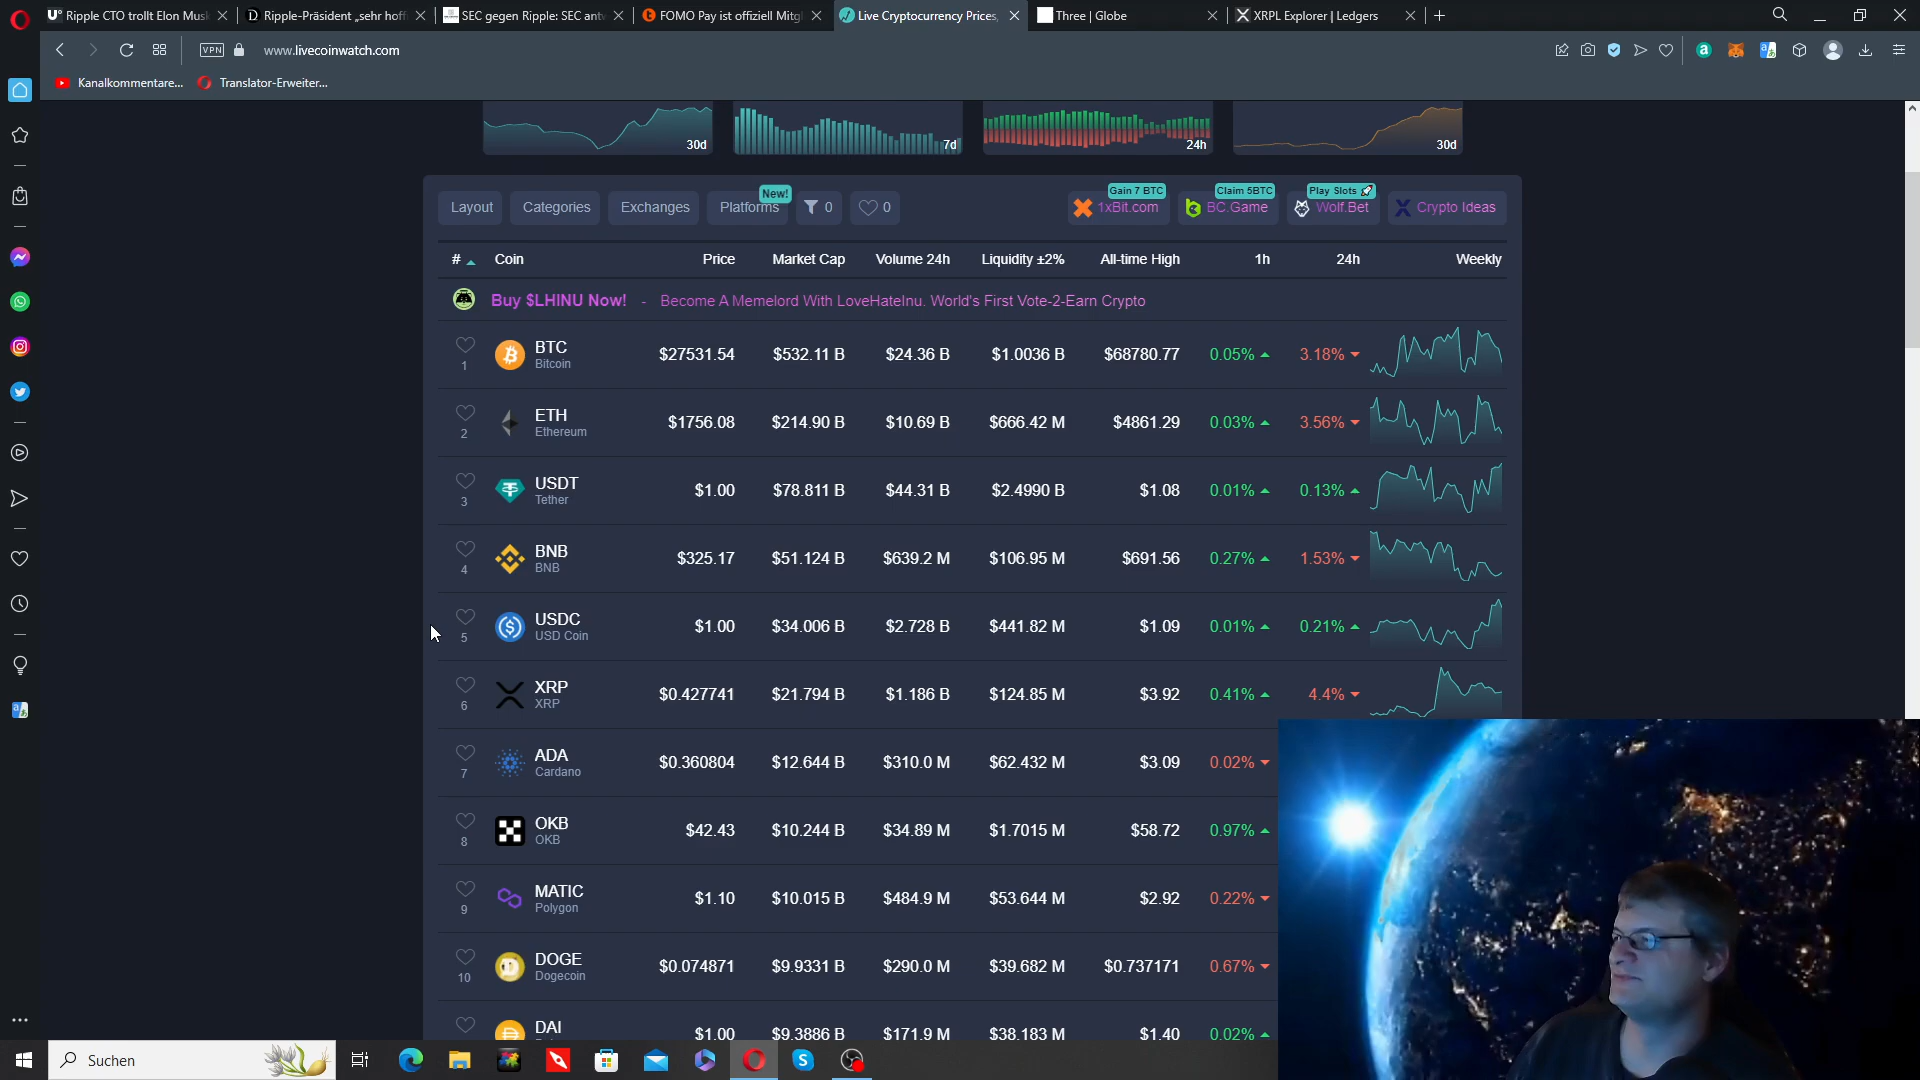 Ripple CTO trollt Elon Mus
Ripple-Präsident „sehr hoff
SEC gegen Ripple: SEC ant
FOMO Pay ist offiziell Mitg
Live Cryptocurrency Prices,
Three | Globe
XRPL Explorer | Ledgers
VPN
www.livecoinwatch.com
Kanalkommentare...
Translator-Erweiter...
30d
7d
24h
30d
Layout
Categories
Exchanges
Platforms
New!
0
0
Gain 7 BTC
1xBit.com
Claim 5BTC
BC.Game
Play Slots
Wolf.Bet
Crypto Ideas
# Coin Price Market Cap Volume 24h Liquidity ±2% All-time High 1h 24h Weekly
Buy $LHINU Now! - Become A Memelord With LoveHateInu. World's First Vote-2-Earn Crypto
1 BTC Bitcoin $27531.54 $532.11 B $24.36 B $1.0036 B $68780.77 0.05% 3.18%
2 ETH Ethereum $1756.08 $214.90 B $10.69 B $666.42 M $4861.29 0.03% 3.56%
3 USDT Tether $1.00 $78.811 B $44.31 B $2.4990 B $1.08 0.01% 0.13%
4 BNB BNB $325.17 $51.124 B $639.2 M $106.95 M $691.56 0.27% 1.53%
5 USDC USD Coin $1.00 $34.006 B $2.728 B $441.82 M $1.09 0.01% 0.21%
6 XRP XRP $0.427741 $21.794 B $1.186 B $124.85 M $3.92 0.41% 4.4%
7 ADA Cardano $0.360804 $12.644 B $310.0 M $62.432 M $3.09 0.02%
8 OKB OKB $42.43 $10.244 B $34.89 M $1.7015 M $58.72 0.97%
9 MATIC Polygon $1.10 $10.015 B $484.9 M $53.644 M $2.92 0.22%
10 DOGE Dogecoin $0.074871 $9.9331 B $290.0 M $39.682 M $0.737171 0.67%
DAI $1.00 $9.3886 B $171.9 M $38.183 M $1.40 0.02%
Suchen